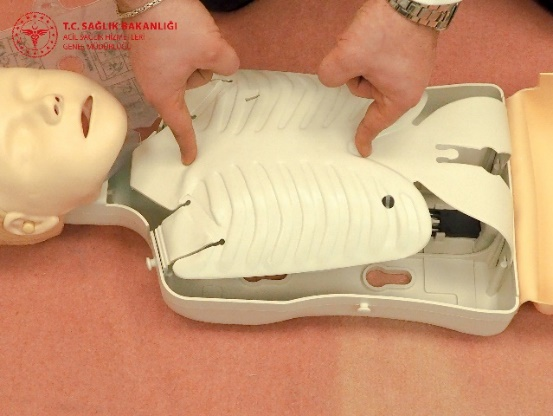 T.C. SAĞLIK BAKANLIĞI
ACİL SAĞLIK HİZMETLERİ
GENEL MÜDÜRLÜĞÜ